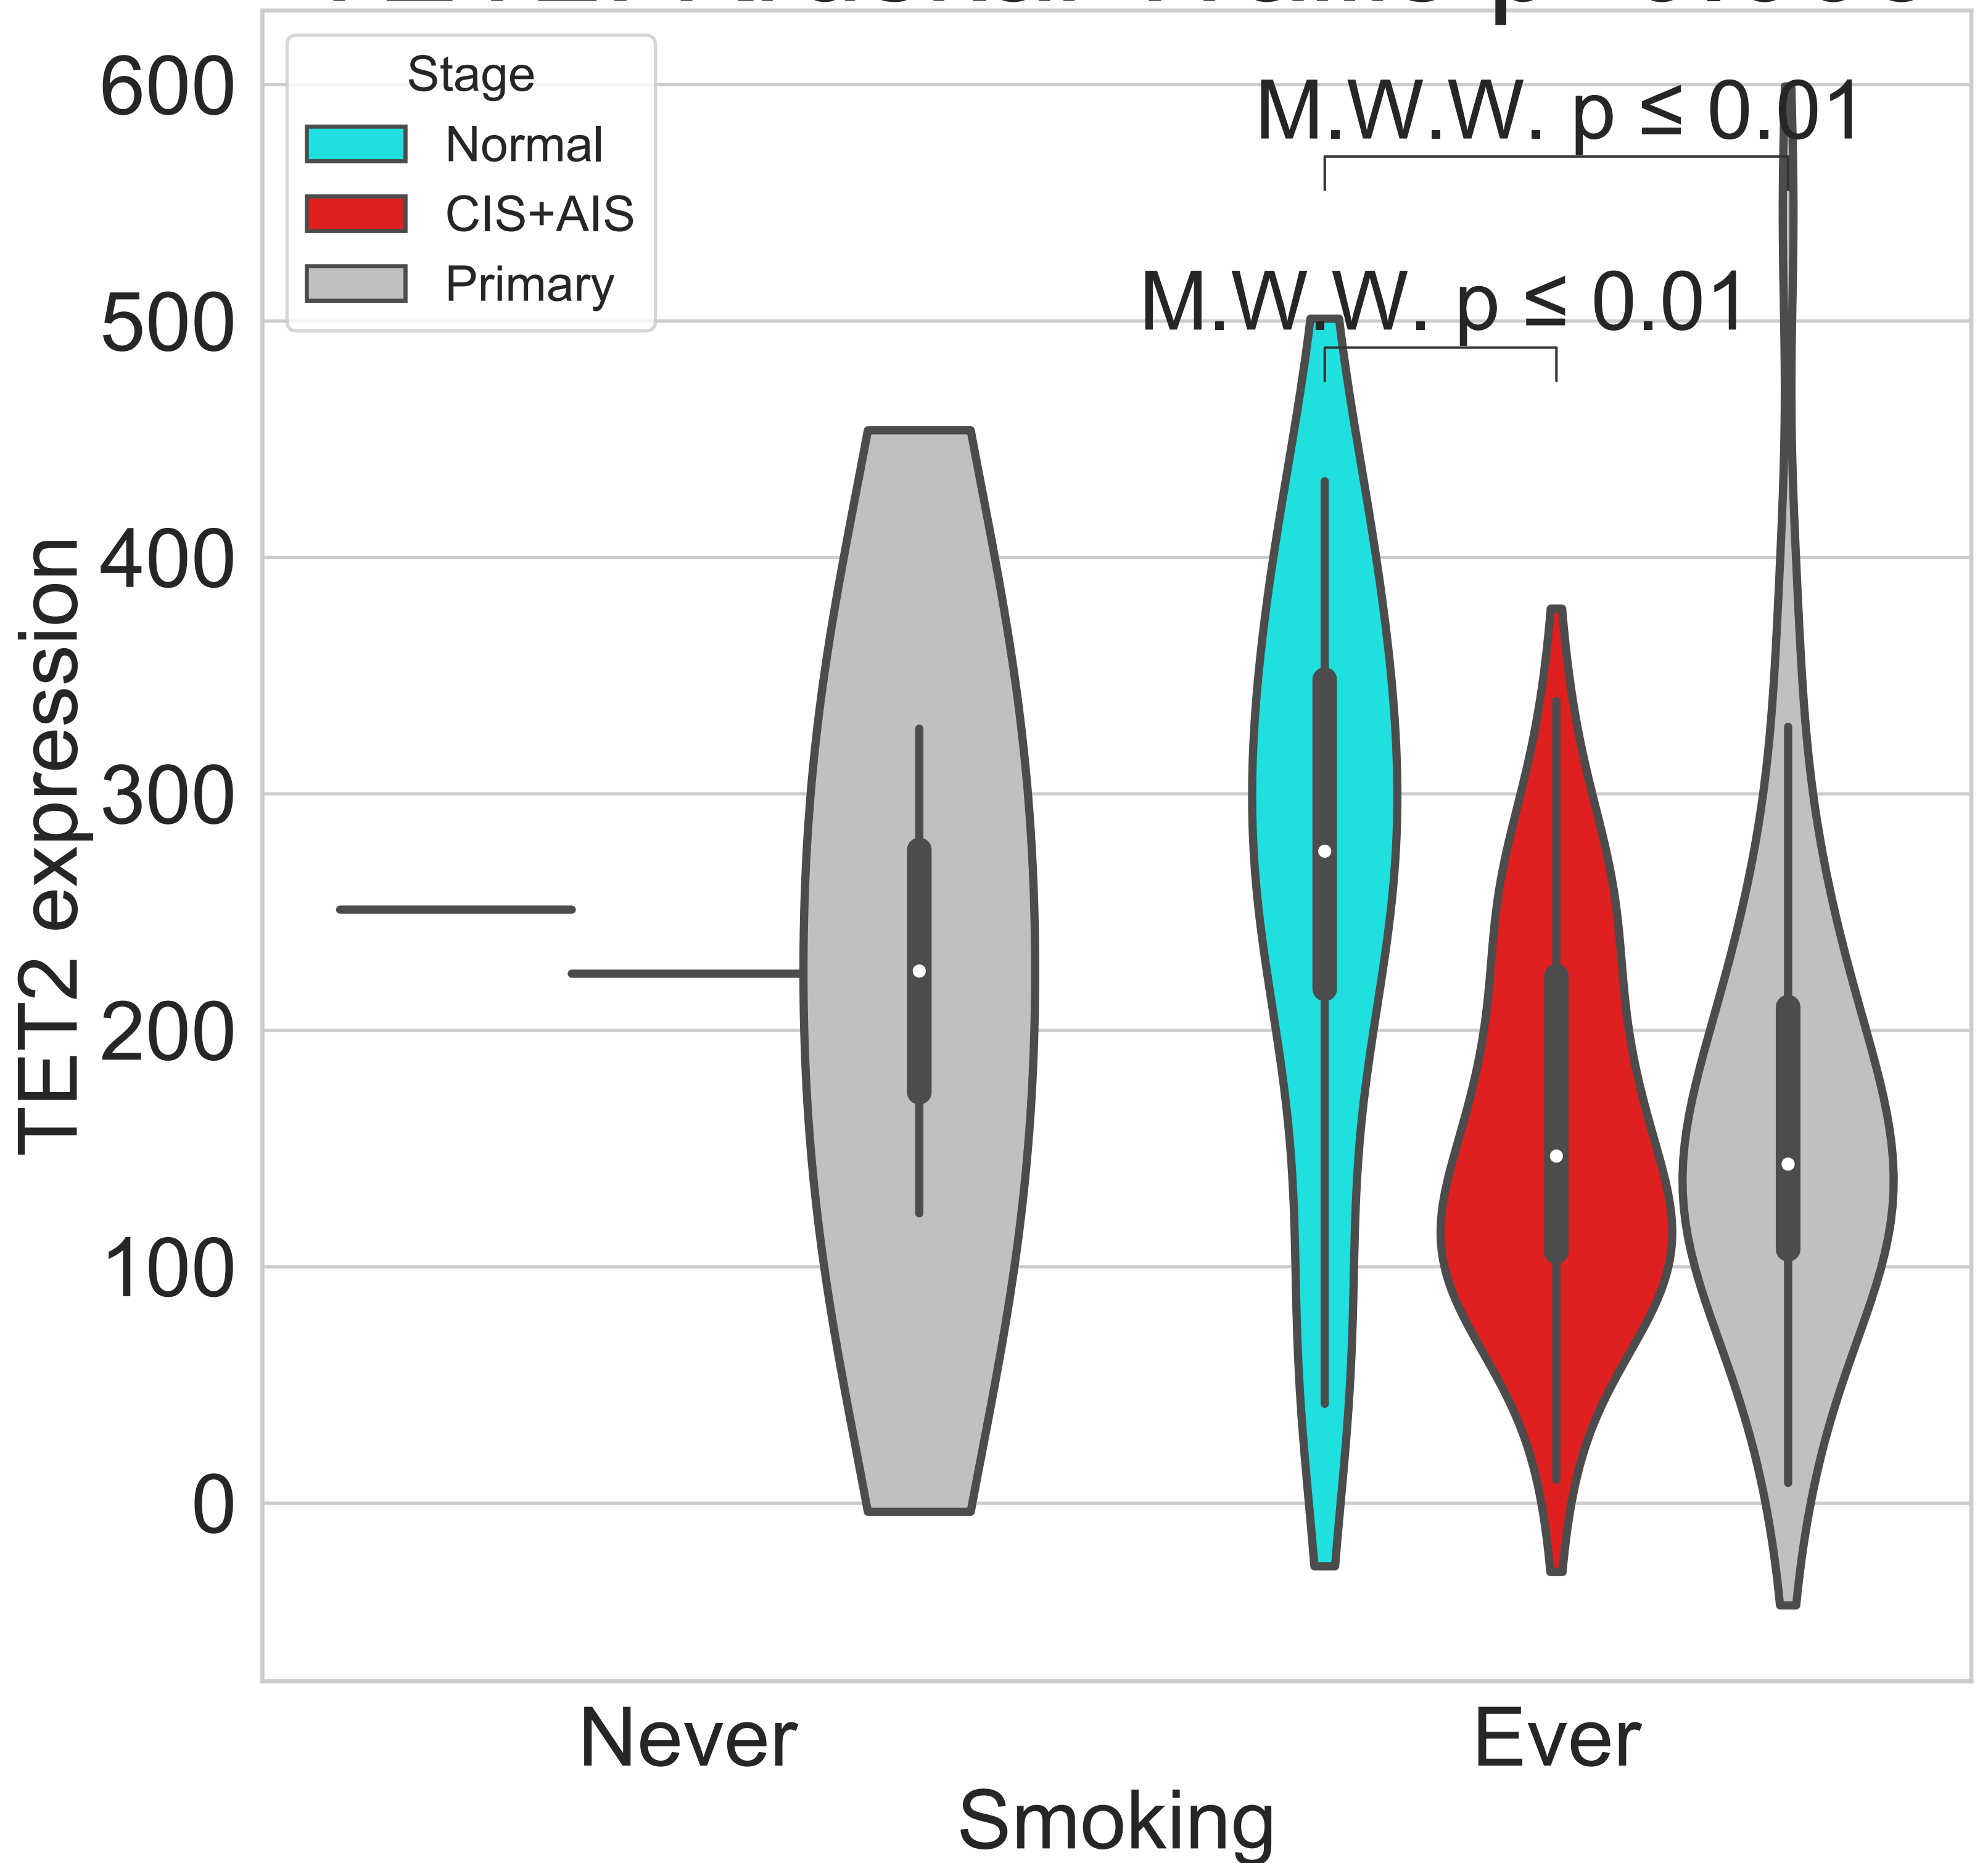 Stage
Normal
CIS+AIS
Primary
M.W.W. p ≤ 0.01
M.W.W. p ≤ 0.01
600
500
400
300
200
100
0
TET2 expression
Never
Ever
Smoking